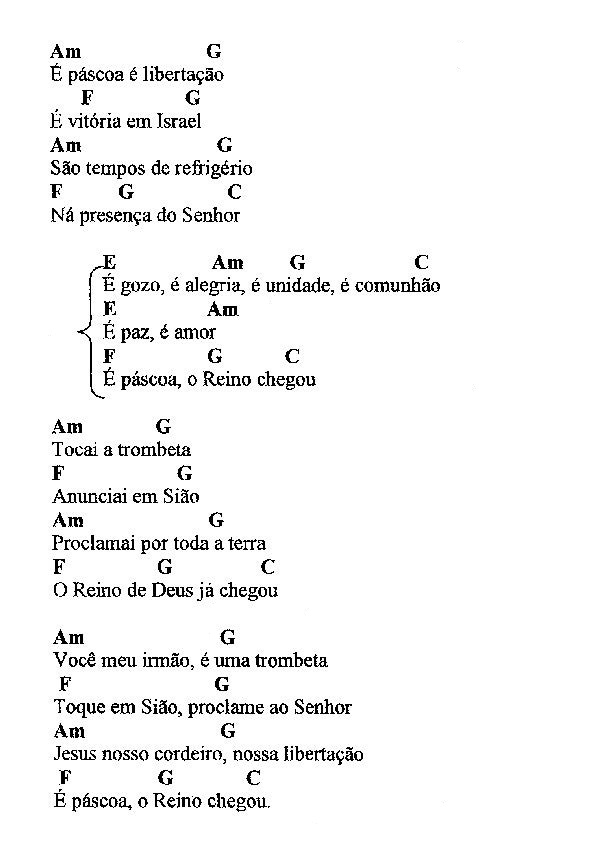 Am G
É páscoa é libertação
F G
É vitória em Israel
Am G
São tempos de refrigério
F G C
Ná presença do Senhor
E Am G C
É gozo, é alegria, é unidade, é comunhão
E Am
É paz, é amor
F G C
É páscoa, o Reino chegou
Am G
Tocai a trombeta
F G
Anunciai em Sião
Am G
Proclamai por toda a terra
F G C
O Reino de Deus já chegou
Am G
Você meu irmão, é uma trombeta
F G
Toque em Sião, proclame ao Senhor
Am G
Jesus nosso cordeiro, nossa libertação
F G C
É páscoa, o Reino chegou.